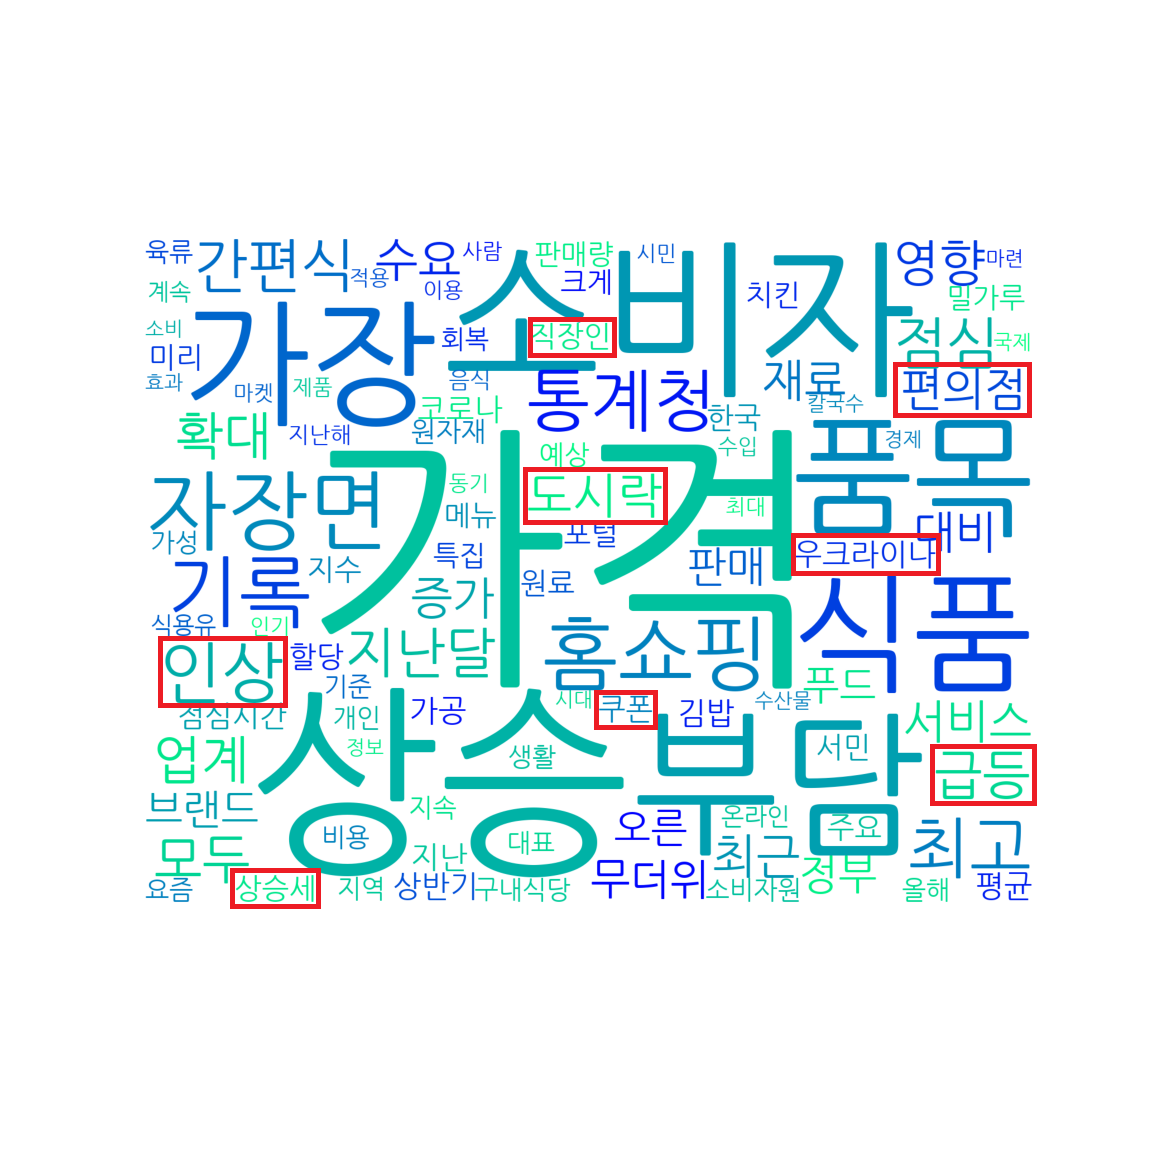 육류 간편식 수요 사람 판매량 시민 영향 마련
계속 적용 이용 소비자 크게 치킨 밀가루
소비 가장 회복 직장인 점심 국제
미리 효과 마켓 제품 음식 통계청 재료 칼국수 편의점
확대 지난해 코로나 원자재 한국 수입 경제 품목
자장면 가격 동기 예상 도시락 최대 대비
가성 메뉴 포털 우크라이나
기록 지수 특집 원료 판매 식품
식용유 인기 증가
인상 할당 지난달 홈쇼핑 푸드
점심시간 기준 개인 가공 시대 쿠폰 김밥 수산물 서비스
업계 정보 상승 생활 부담 서민 급등
브랜드 비용 지속 대표 오른 온라인 주요 최고
모두 지난 무더위 최근 정부
요즘 상승세 지역 상반기 구내식당 소비자원 올해 평균